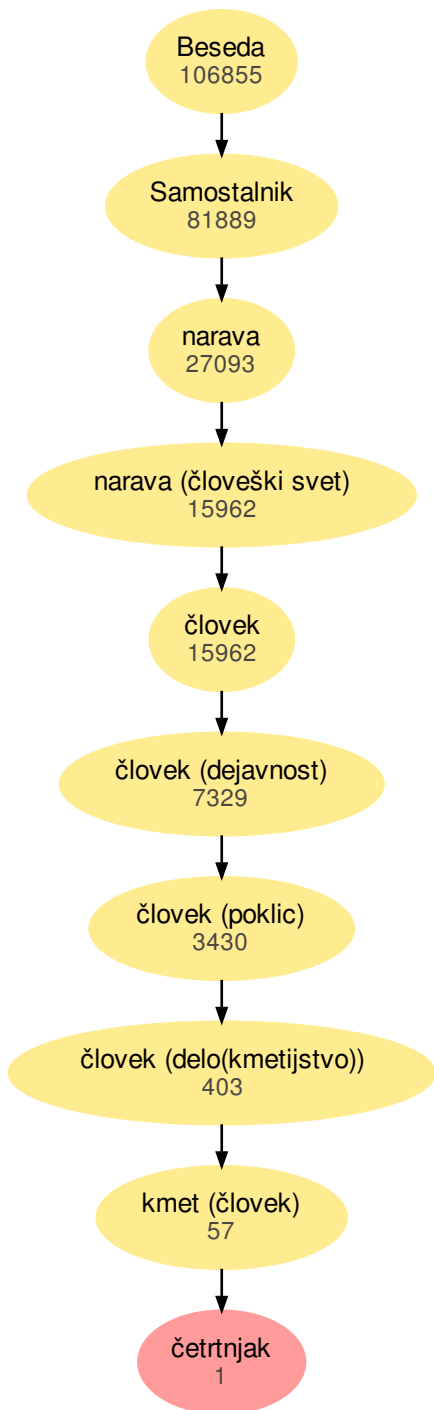 Beseda
106855
Samostalnik
81889
narava
27093
narava (človeški svet)
15962
človek
15962
človek (dejavnost)
7329
človek (poklic)
3430
človek (delo(kmetijstvo))
403
kmet (človek)
57
četrtnjak
1